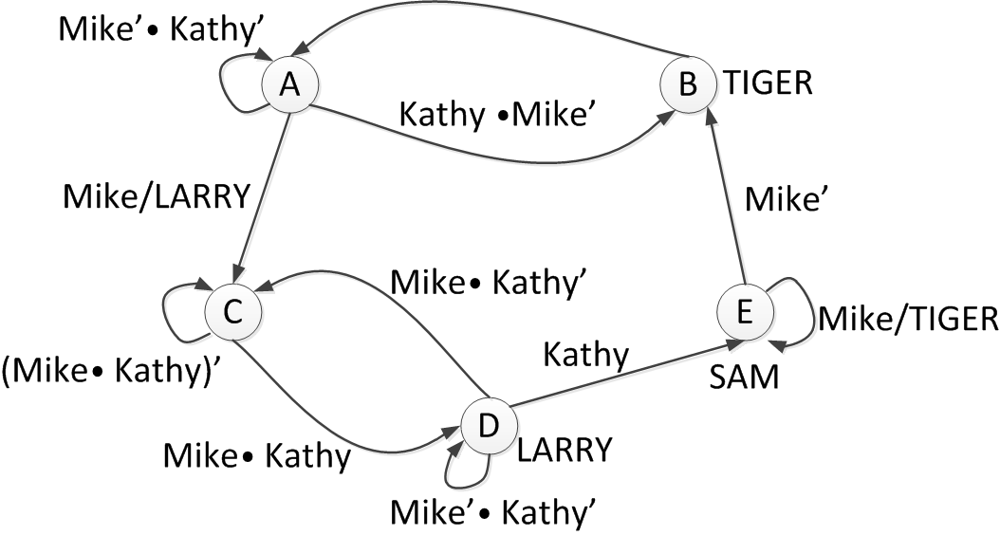 Mike’• Kathy’
A
B
TIGER
Kathy •Mike’
Mike/LARRY
Mike’
Mike• Kathy’
C
E
Mike/TIGER
(Mike• Kathy)’
Kathy
SAM
D
Mike• Kathy
LARRY
Mike’• Kathy’